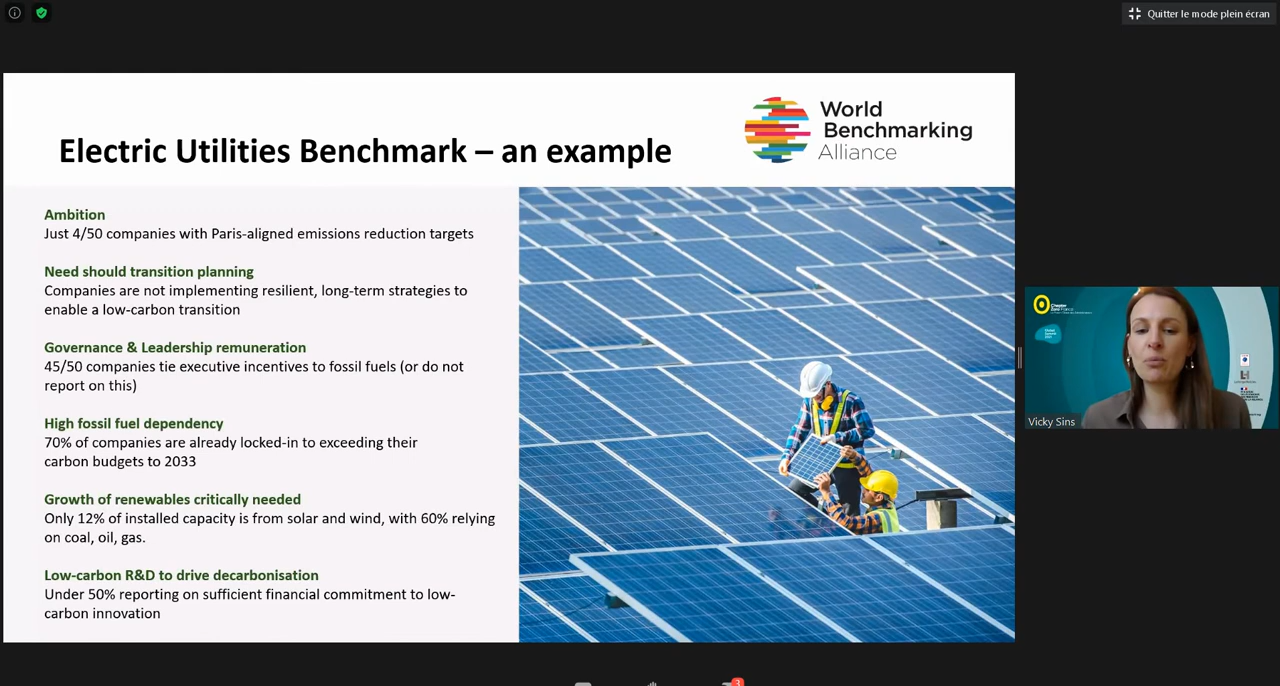 Quitter le mode plein écran
World
Benchmarking
Alliance
Electric Utilities Benchmark – an example
Ambition
Just 4/50 companies with Paris-aligned emissions reduction targets
Need should transition planning
Companies are not implementing resilient, long-term strategies to
enable a low-carbon transition
Governance & Leadership remuneration
45/50 companies tie executive incentives to fossil fuels (or do not
report on this)
High fossil fuel dependency
70% of companies are already locked-in to exceeding their
carbon budgets to 2033
Growth of renewables critically needed
Only 12% of installed capacity is from solar and wind, with 60% relying
on coal, oil, gas.
Low-carbon R&D to drive decarbonisation
Under 50% reporting on sufficient financial commitment to low-
carbon innovation
Chapter
Zero France
Vicky Sins
3